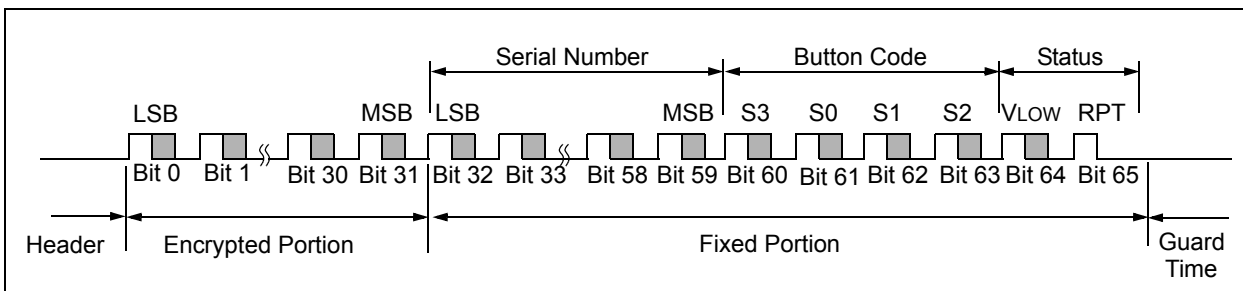 Serial Number Button Code Status
LSB MSB LSB MSB S3 S0 S1 S2 VLOW RPT
Bit 0 Bit 1 Bit 30 Bit 31 Bit 32 Bit 33 Bit 58 Bit 59 Bit 60 Bit 61 Bit 62 Bit 63 Bit 64 Bit 65
Header Encrypted Portion Fixed Portion Guard
Time